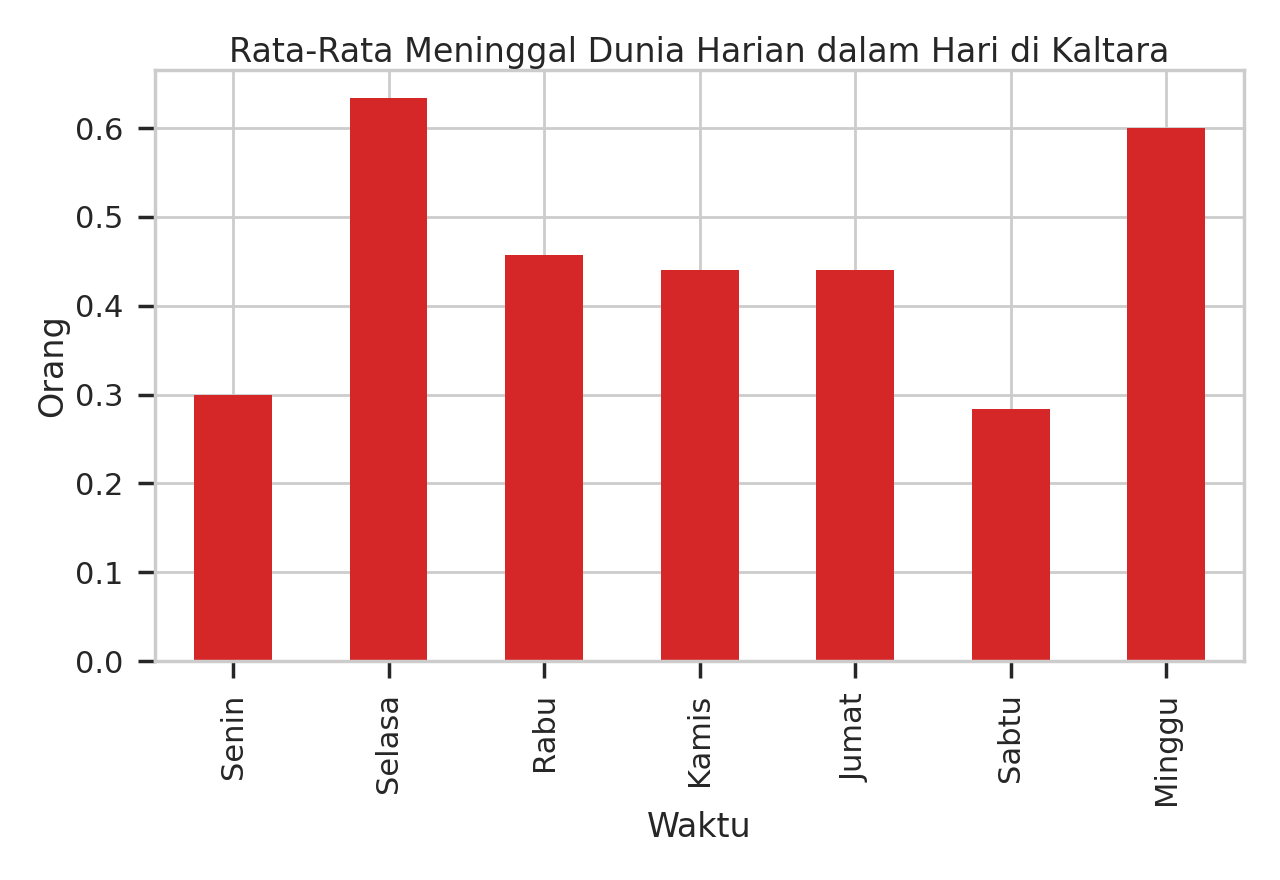 Rata-Rata Meninggal Dunia Harian dalam Hari di Kaltara
0.6
0.5
0.4
0.3
0.2
0.1
0.0
Orang
Senin
Selasa
Rabu
Kamis
Jumat
Sabtu
Minggu
Waktu